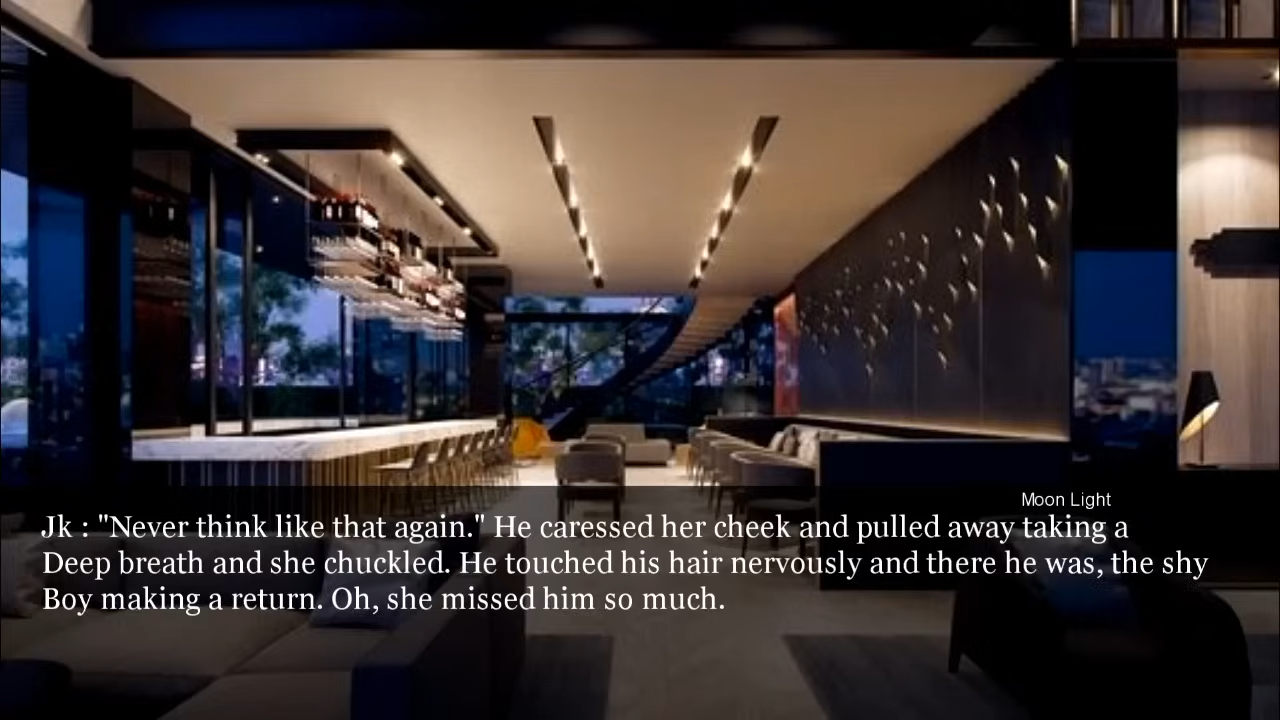 Moon Light
Jk : "Never think like that again." He caressed her cheek and pulled away taking a
Deep breath and she chuckled. He touched his hair nervously and there he was, the shy
Boy making a return. Oh, she missed him so much.